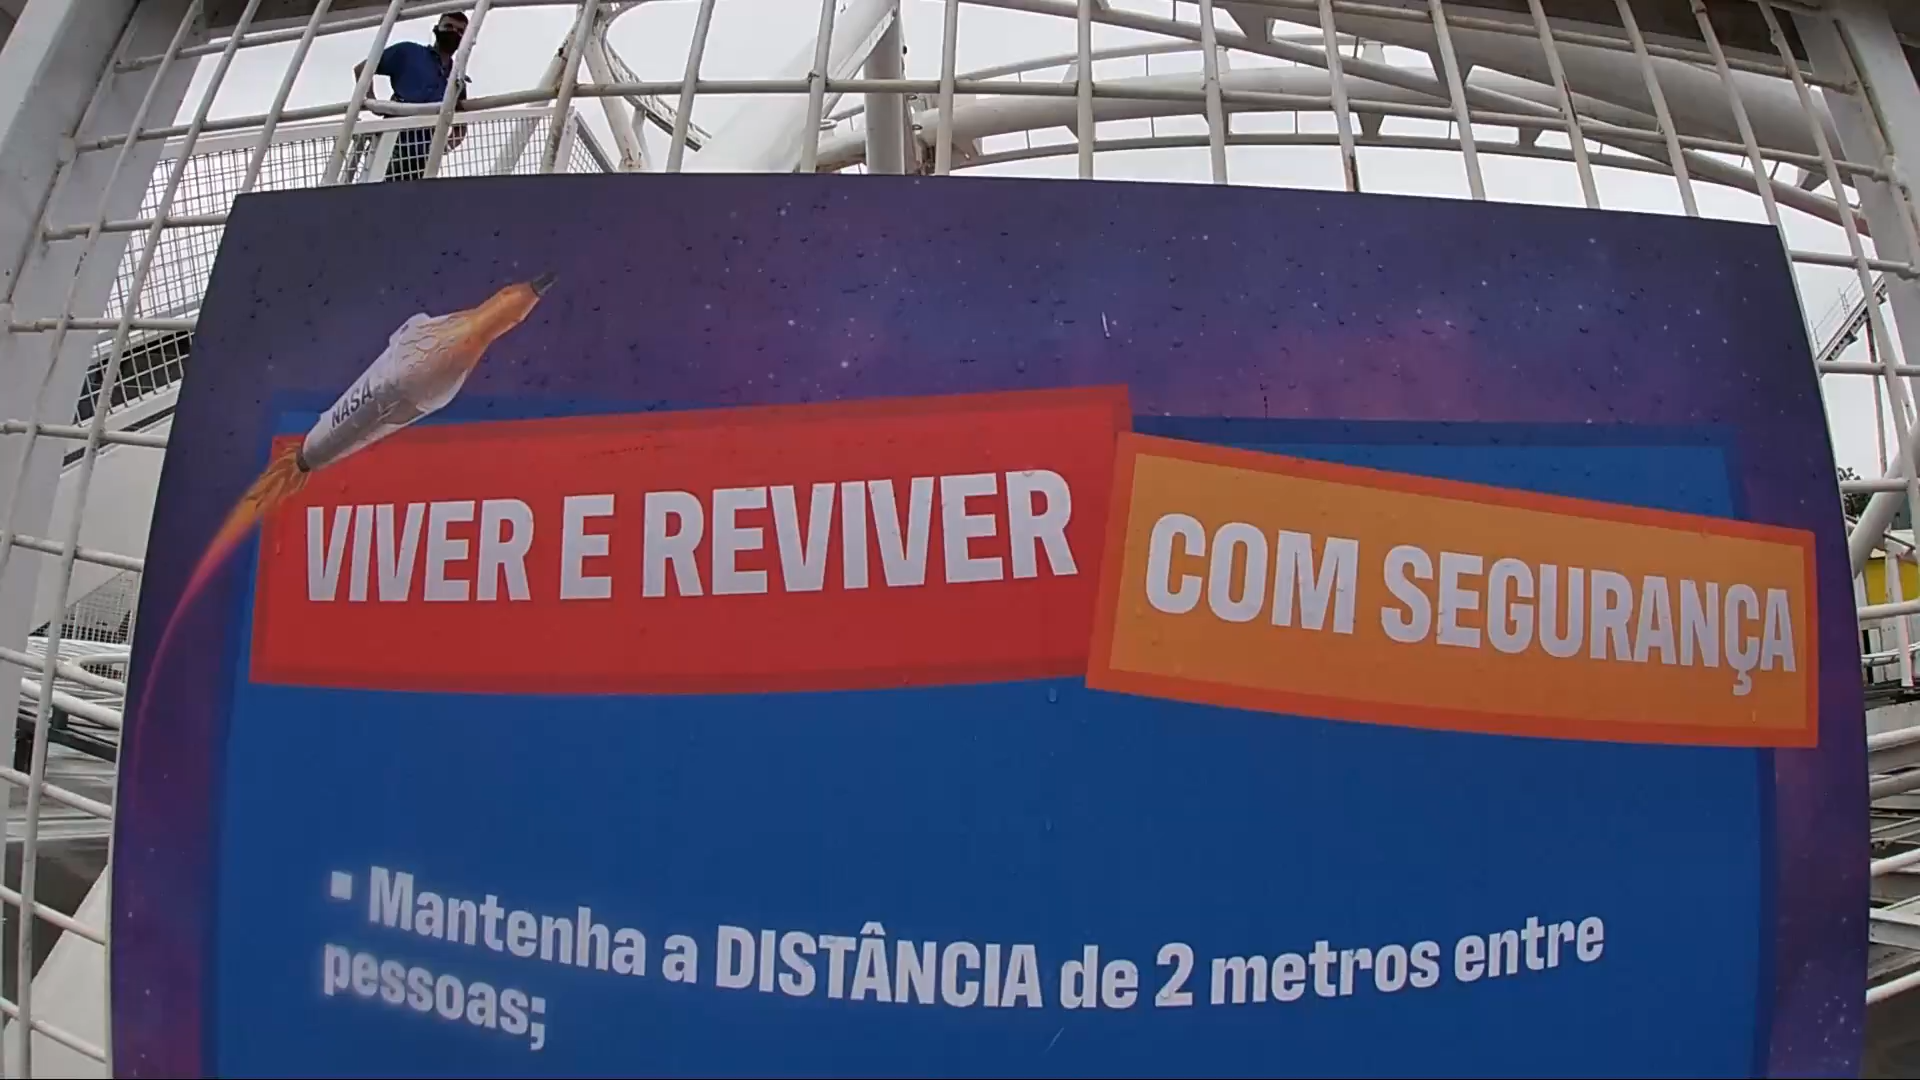 NASA
VIVER E REVIVER
COM SEGURANÇA
▪ Mantenha a DISTÂNCIA de 2 metros entre
pessoas;